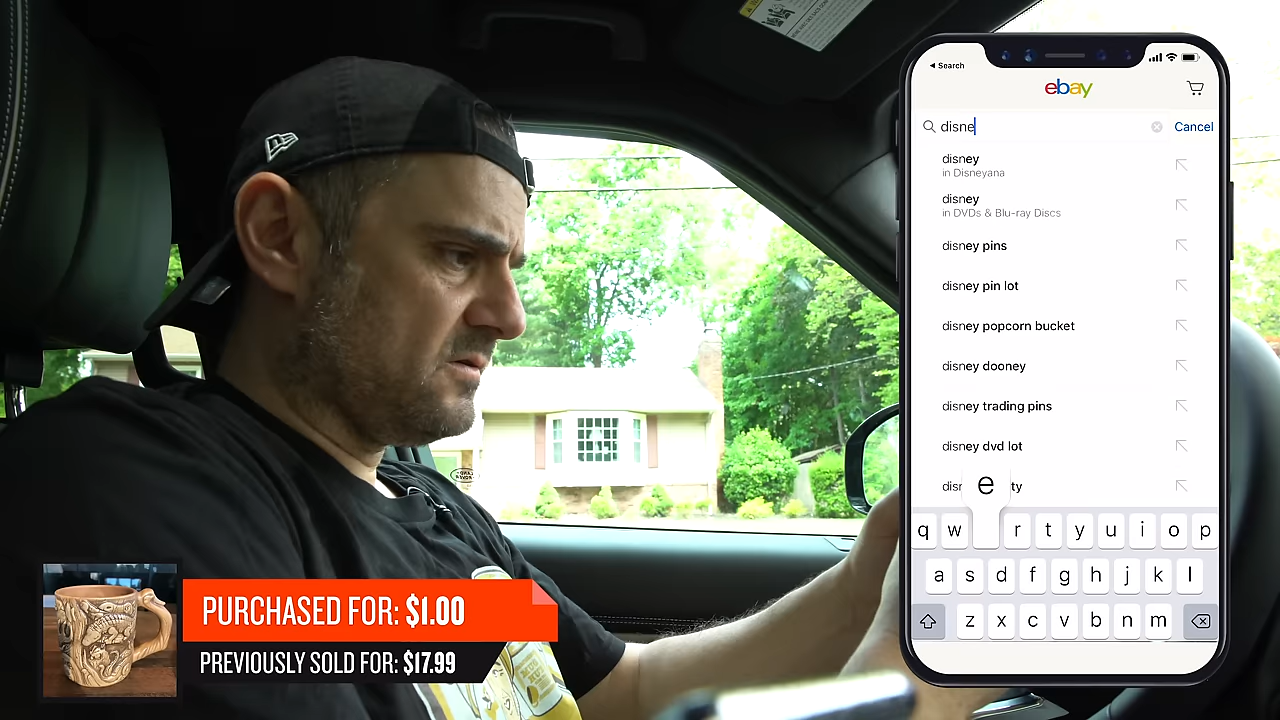 Search
ebay
disne
Cancel
disney
in Disneyana
disney
in DVDs & Blu-ray Discs
disney pins
disney pin lot
disney popcorn bucket
disney dooney
disney trading pins
disney dvd lot
e
q w r t y u i o p
a s d f g h j k l
z x c v b n m
PURCHASED FOR: $1.00
PREVIOUSLY SOLD FOR: $17.99